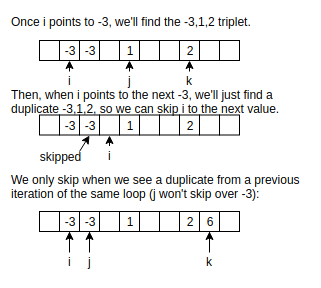 Once i points to -3, we'll find the -3,1,2 triplet.
-3 -3 1 2
i j k
Then, when i points to the next -3, we'll just find a
duplicate -3,1,2, so we can skip i to the next value.
-3 -3 1 2
skipped i
We only skip when we see a duplicate from a previous
iteration of the same loop (j won't skip over -3):
-3 -3 1 2 6
i j k